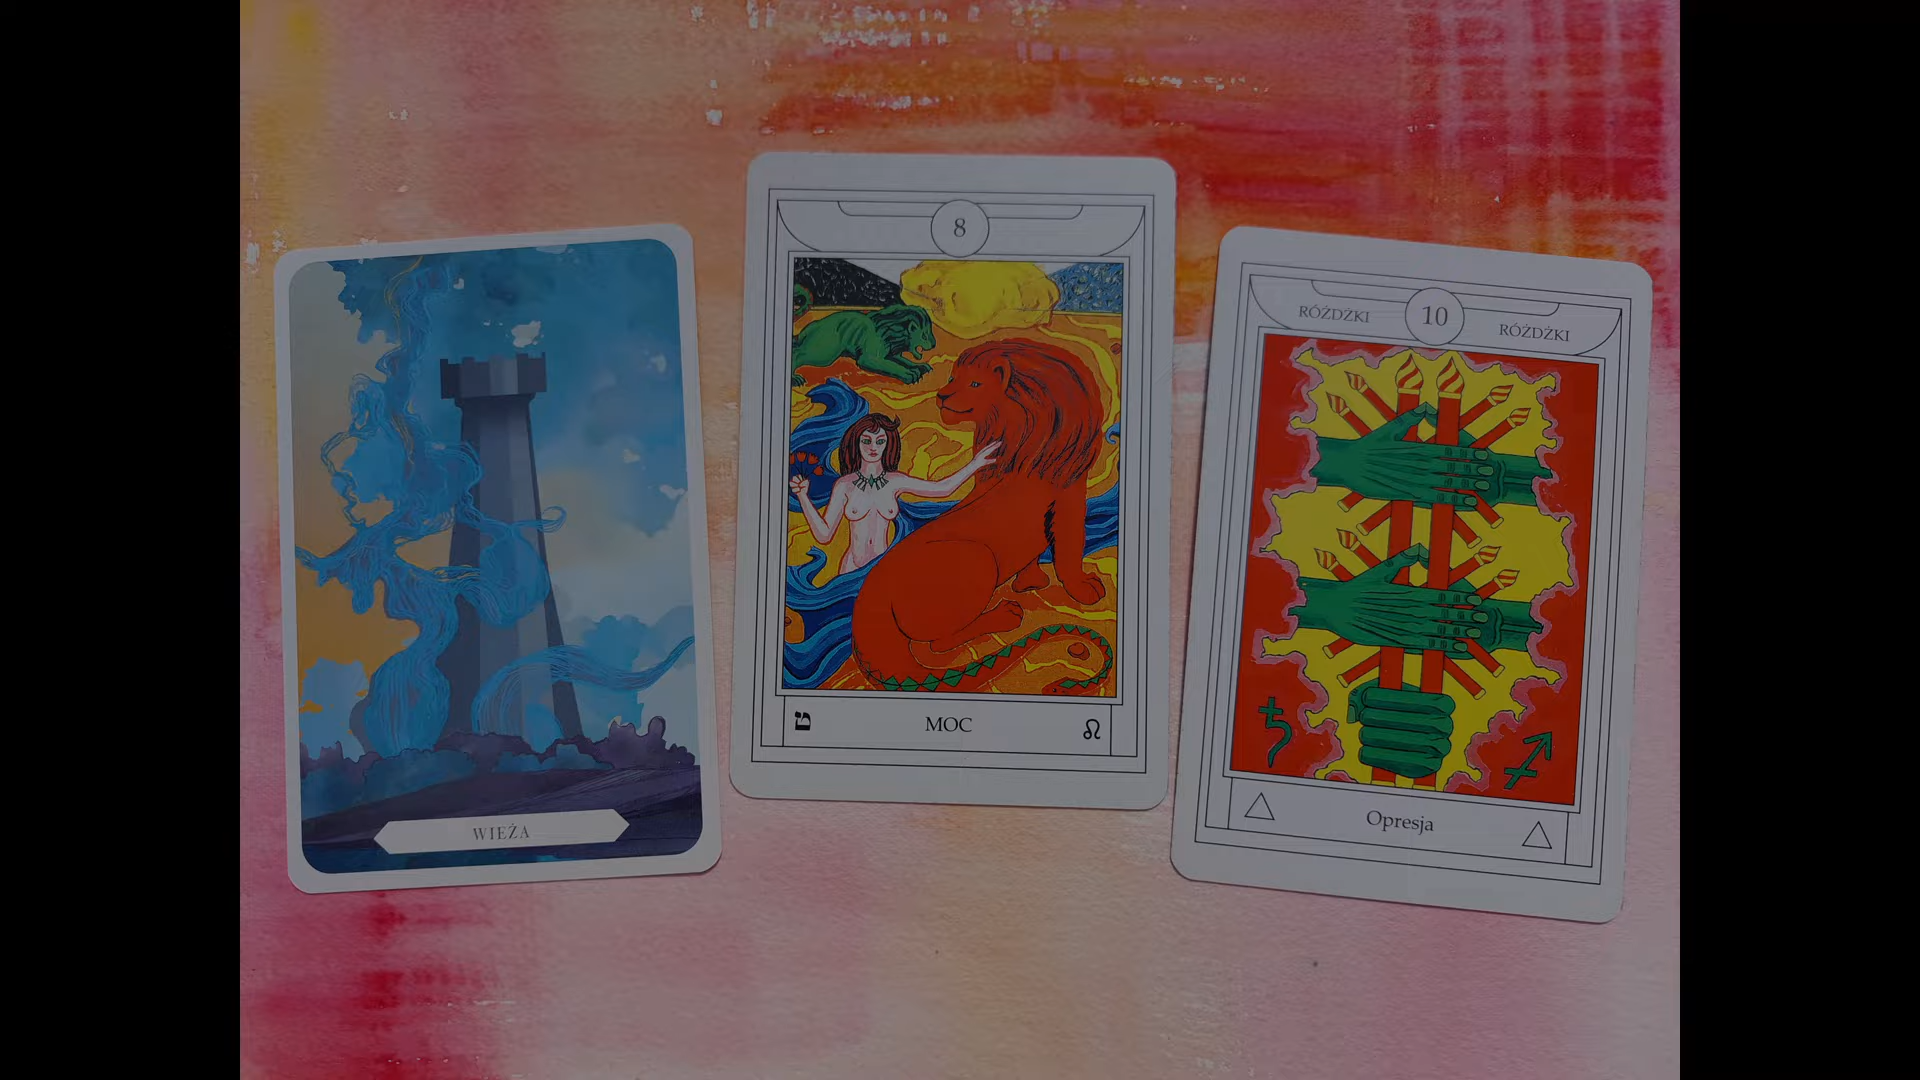 WIEŻA
8
ט
MOC
♌
RÓŻDŻKI
10
RÓŻDŻKI
♄
♐
Opresja